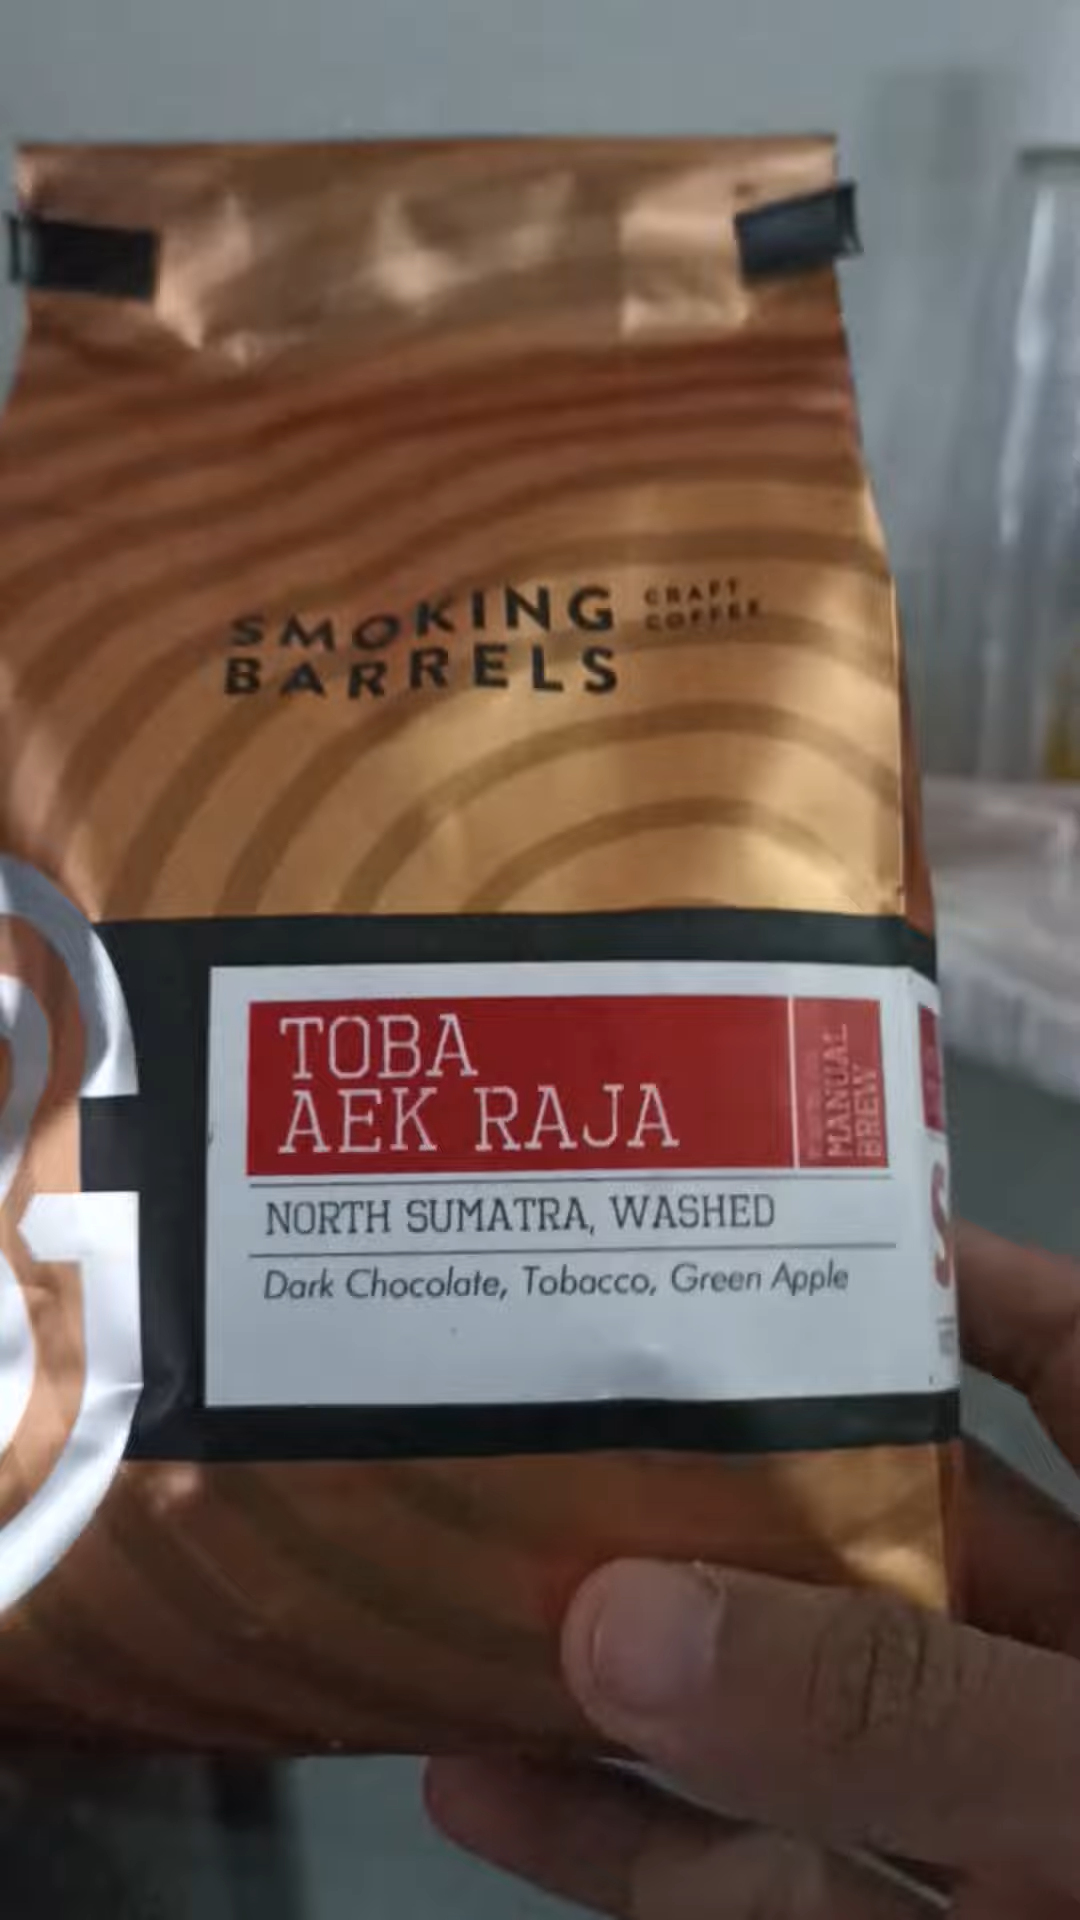 SMOKING
BARRELS
CRAFT
COFFEE
TOBA
AEK RAJA
MANUAL
BREW
NORTH SUMATRA, WASHED
Dark Chocolate, Tobacco, Green Apple